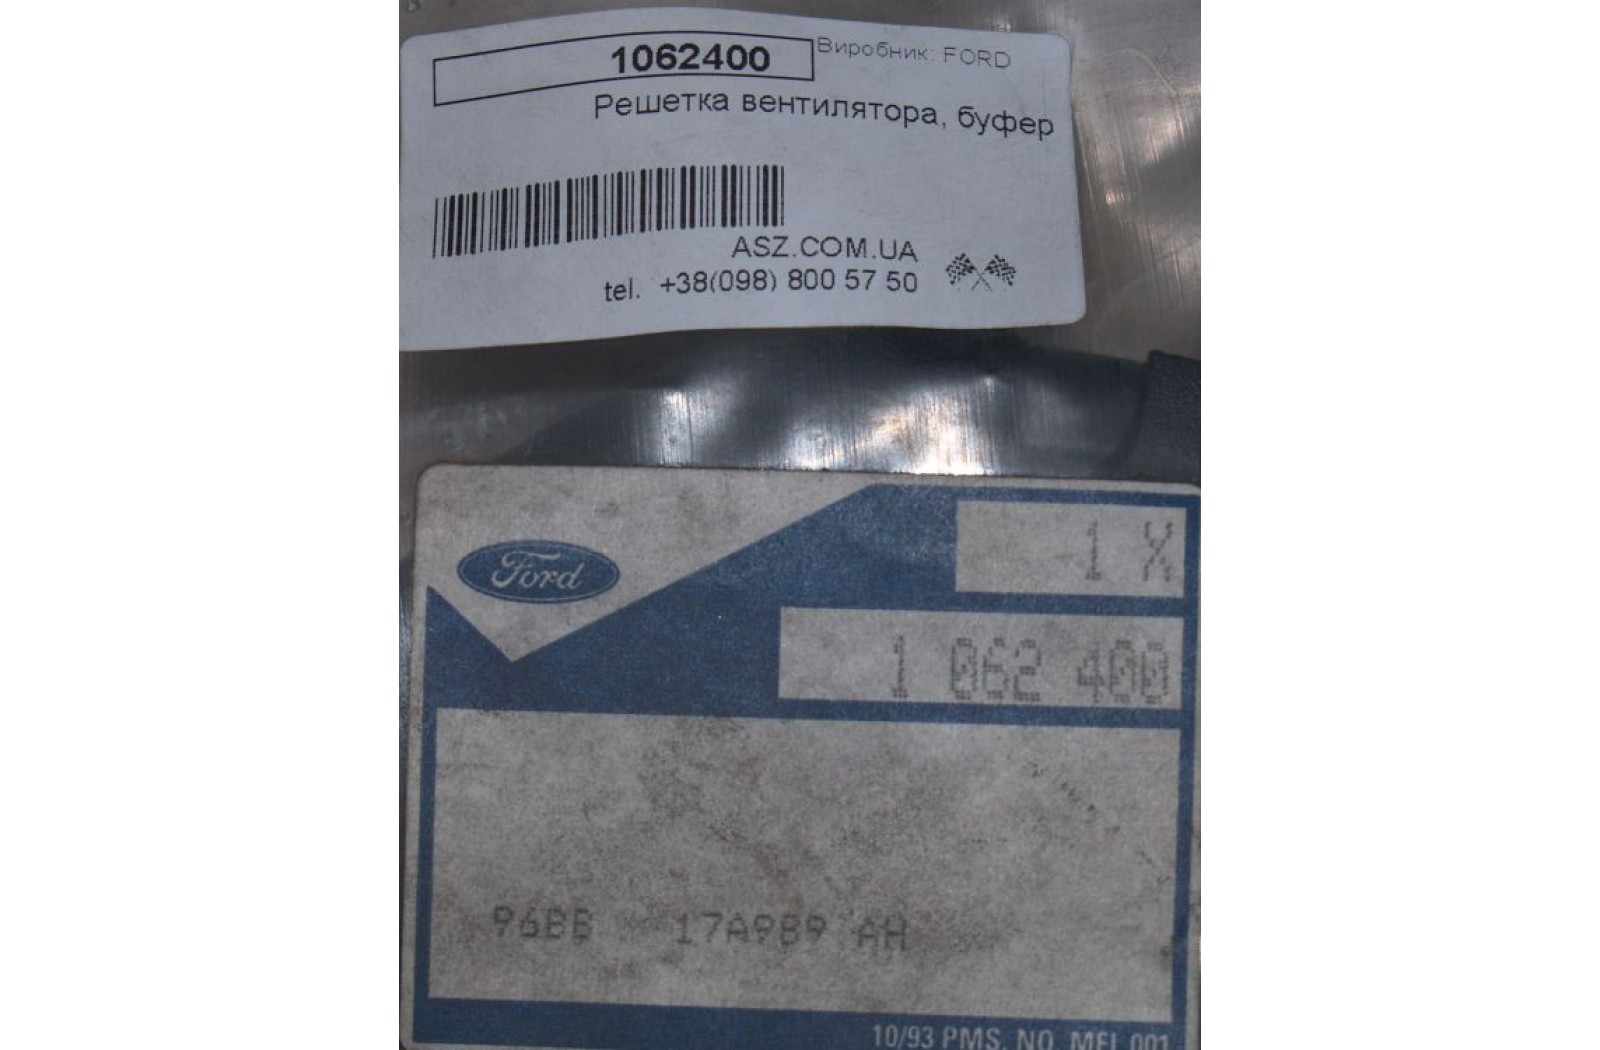 1062400
Виробник: FORD
Решетка вентилятора, буфер
ASZ.COM.UA
tel. +38(098) 800 57 50
Ford
1 X
1 062 400
96BB 17A989 AH
10/93 PMS. NO. MEL 001